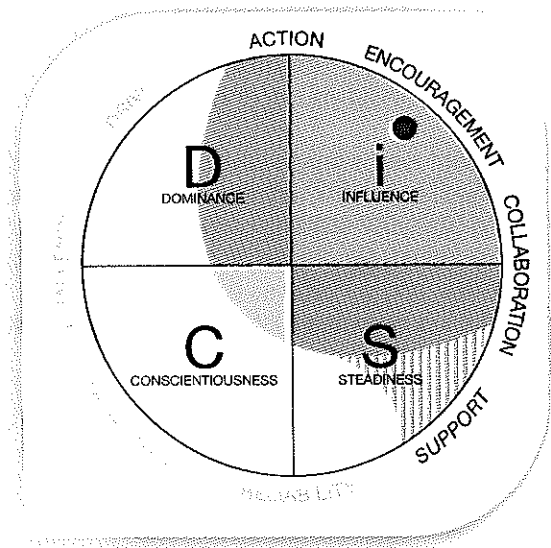 ACTION
ENCOURAGEMENT
D
DOMINANCE
i
INFLUENCE
COLLABORATION
C
CONSCIENTIOUSNESS
S
STEADINESS
SUPPORT